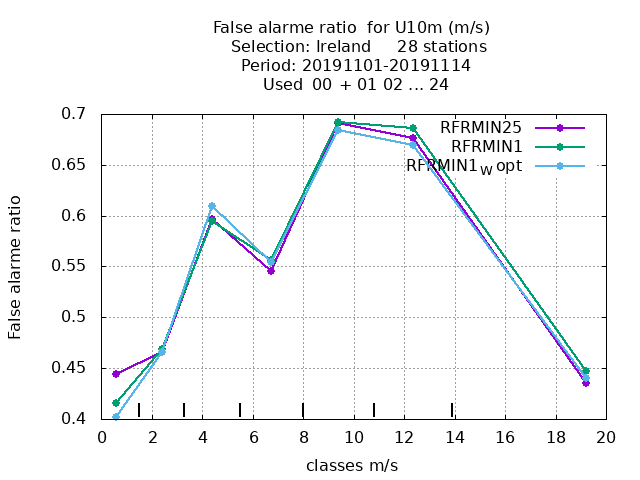 False alarme ratio  for U10m (m/s)
Selection: Ireland     28 stations
Period: 20191101-20191114
Used  00 + 01 02 ... 24
RFRMIN25
RFRMIN1
RFRMIN1W opt
False alarme ratio
0.7
0.65
0.6
0.55
0.5
0.45
0.4
0 2 4 6 8 10 12 14 16 18 20
classes m/s